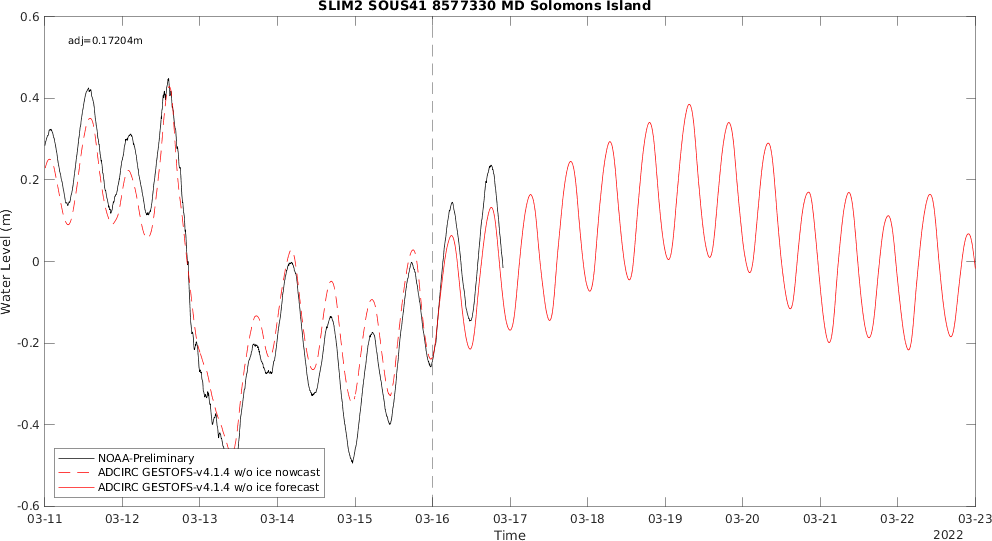 SLIM2 SOUS41 8577330 MD Solomons Island
adj=0.17204m
0.6
0.4
0.2
0
-0.2
-0.4
-0.6
Water Level (m)
NOAA-Preliminary
ADCIRC GESTOFS-v4.1.4 w/o ice nowcast
ADCIRC GESTOFS-v4.1.4 w/o ice forecast
03-11 03-12 03-13 03-14 03-15 03-16 03-17 03-18 03-19 03-20 03-21 03-22 03-23
Time
2022